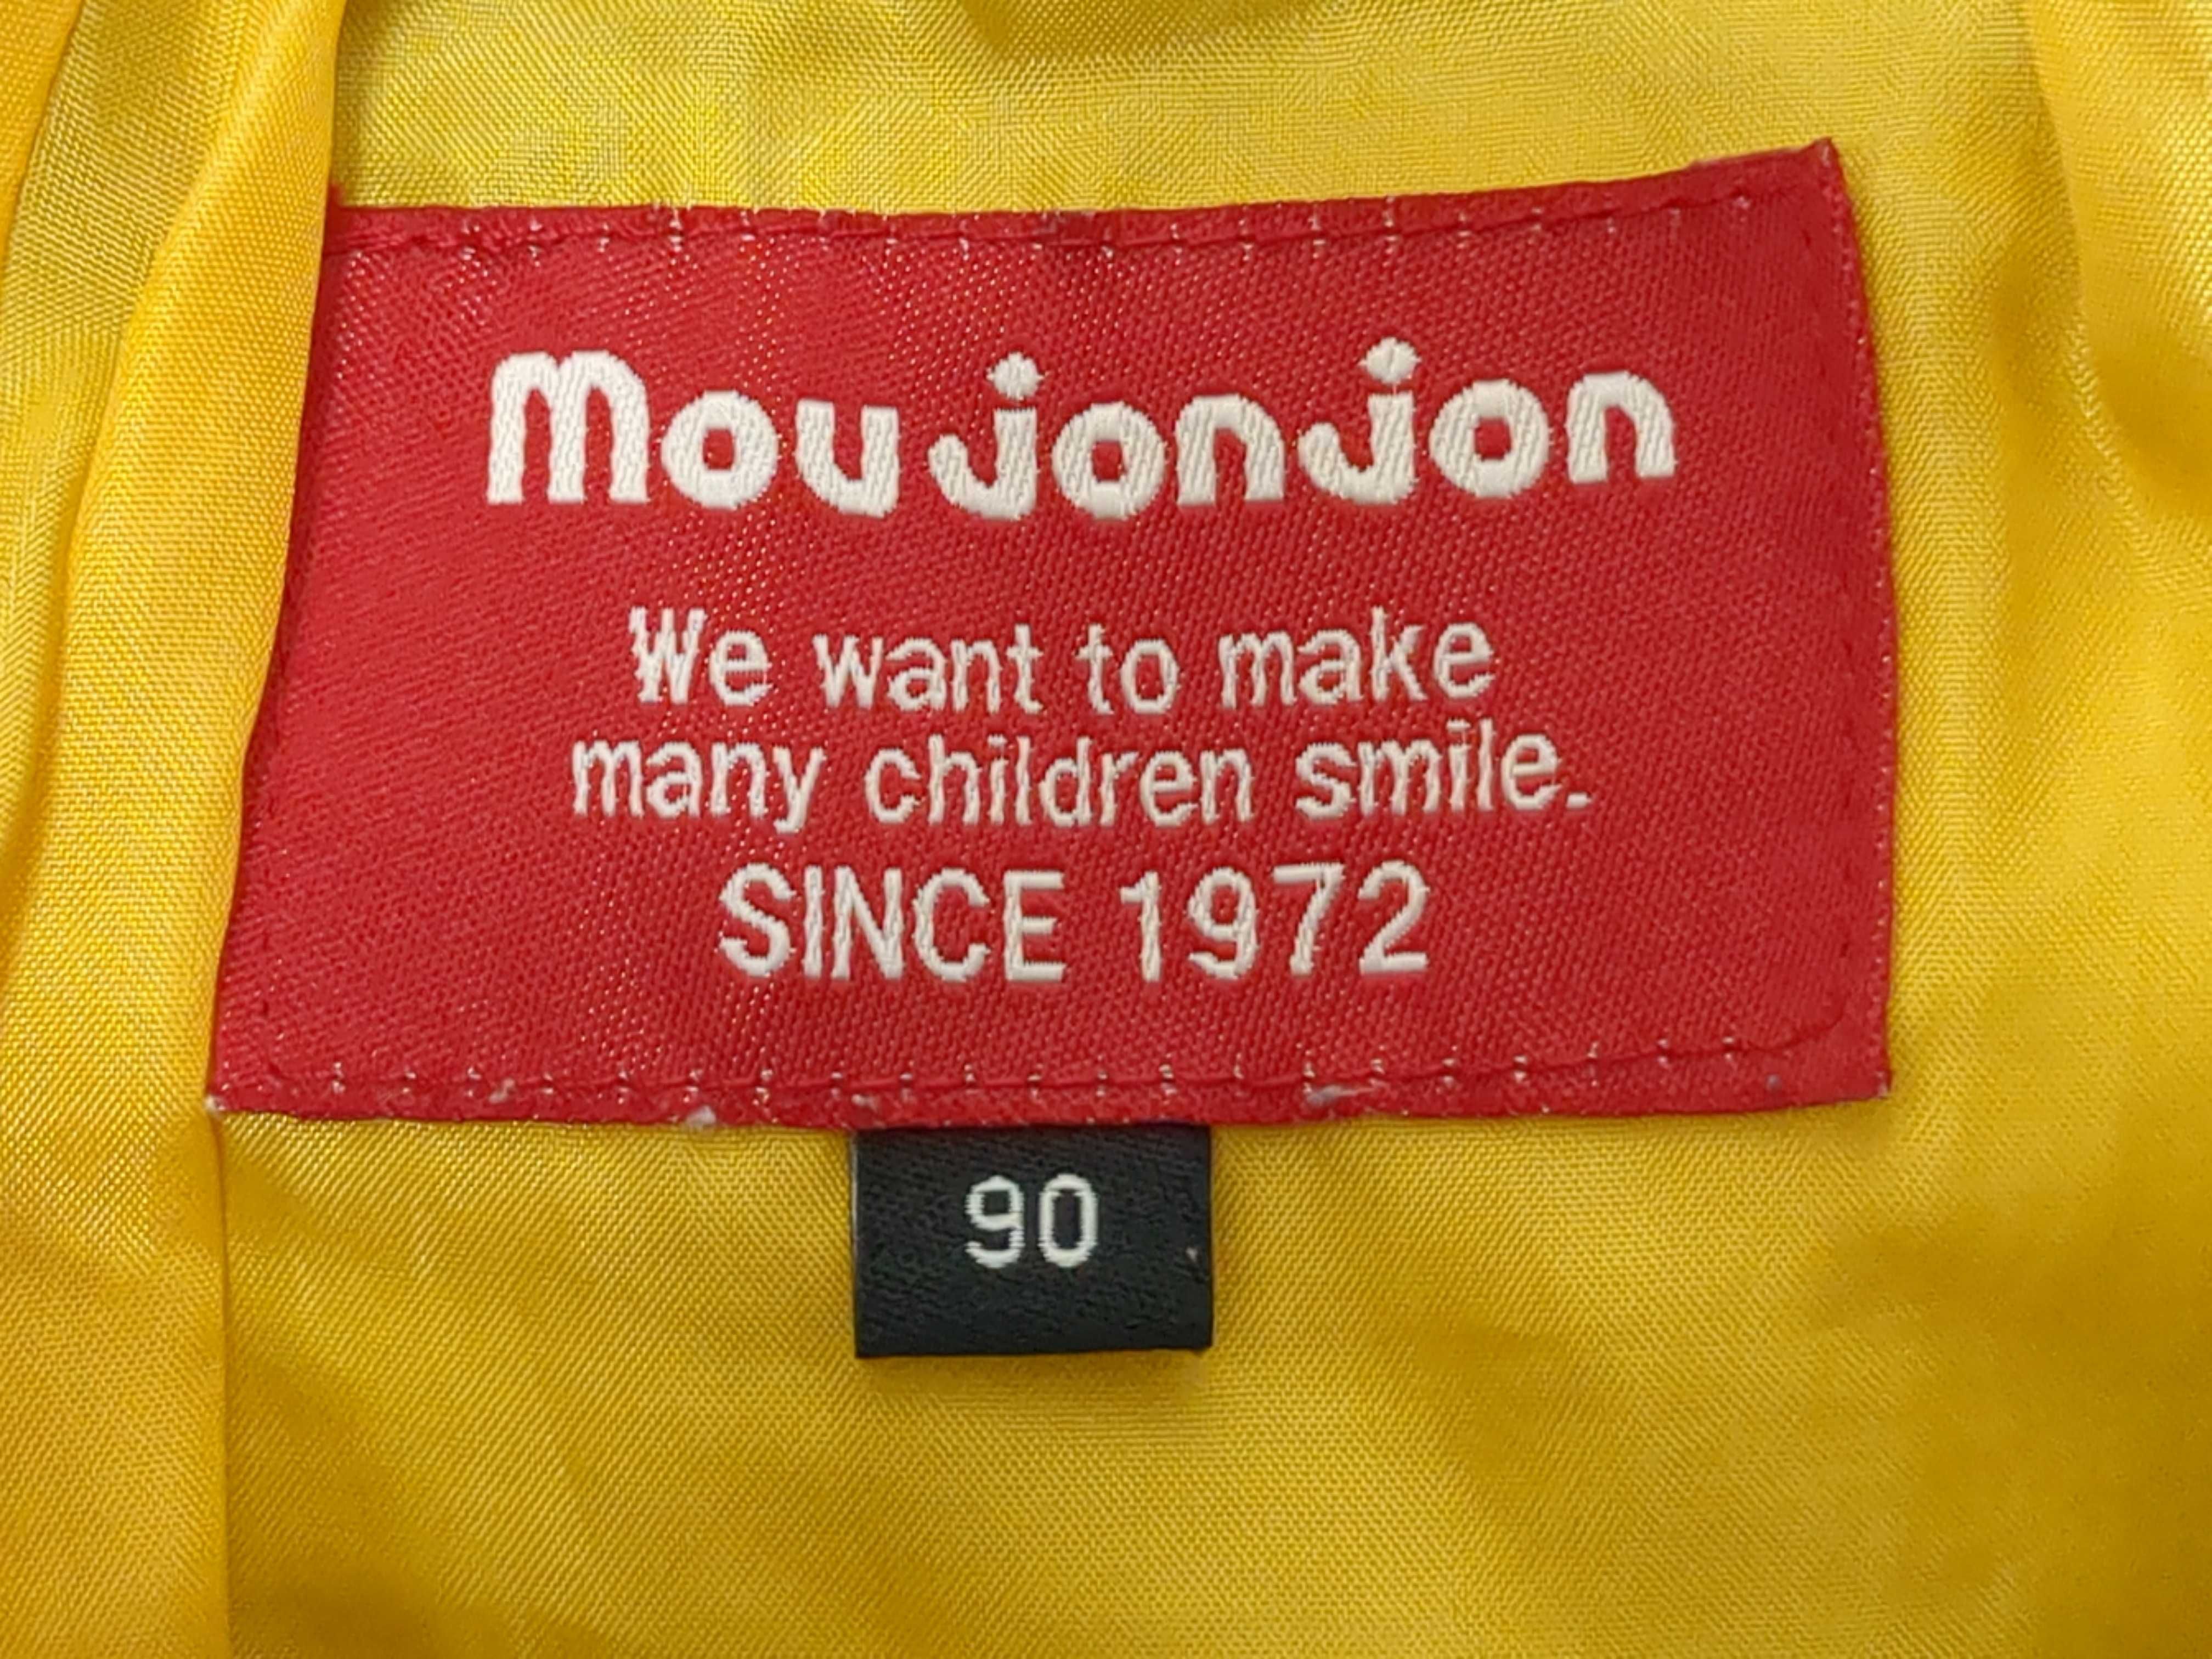 moujonjon
We want to make
many children smile.
SINCE 1972
90